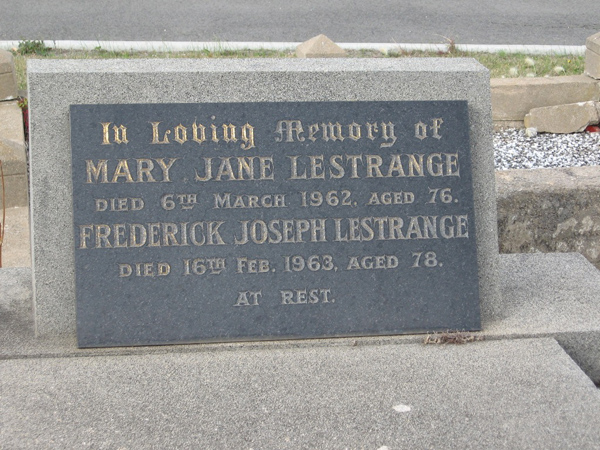 In Loving Memory of
MARY JANE LESTRANGE
DIED 6TH MARCH 1962, AGED 76.
FREDERICK JOSEPH LESTRANGE
DIED 16TH FEB. 1963, AGED 78.
AT REST.